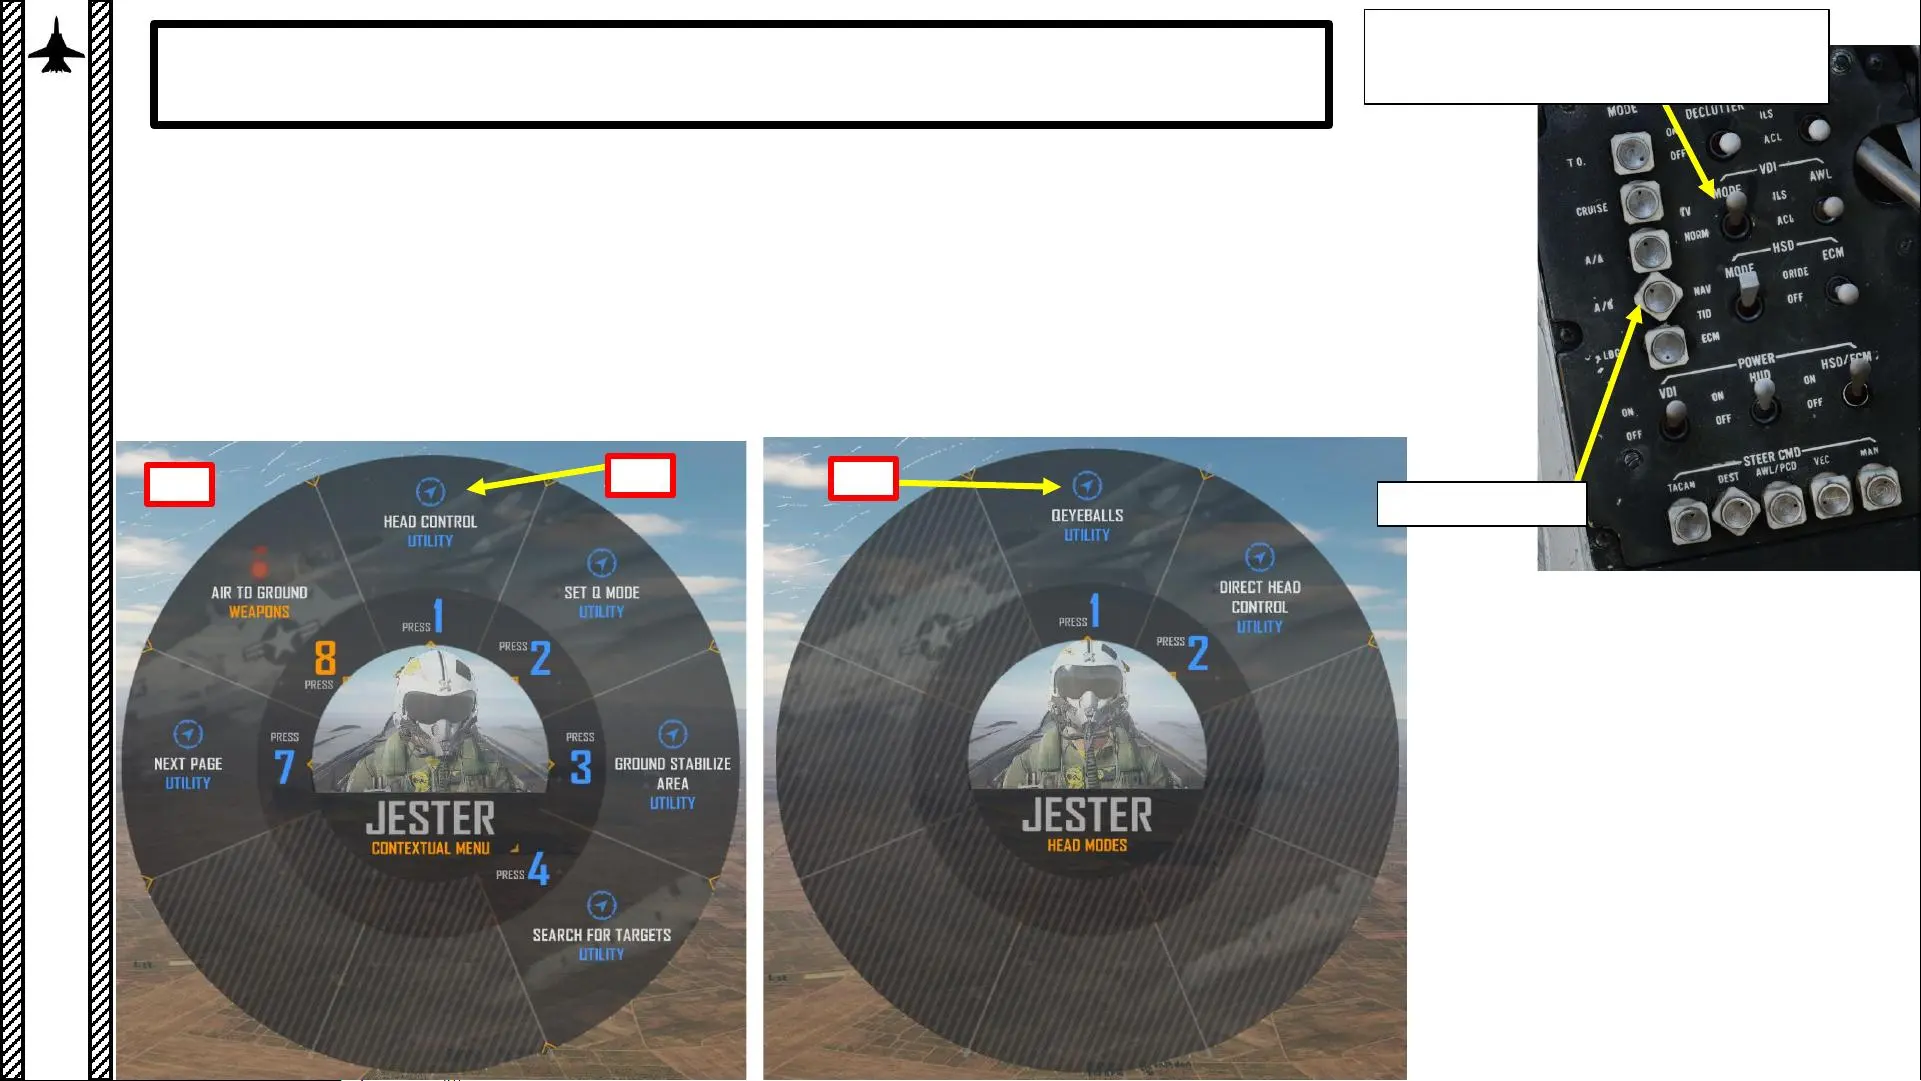 MODE
DECLUTTER
ILS
ON
ACL
OFF
T O.
VDI
MODE
AWL
CRUISE
TV
ILS
ACL
NORM
HSD
A/A
MODE
ECM
ORIDE
NAV
A/G
OFF
TID
ECM
POWER
HSD/ECM
VDI
HUD
ON
ON
ON
OFF
OFF
OFF
STEER CMD
TACAN
DEST
AWL/PCD
VEC
MAN
HEAD CONTROL
UTILITY
AIR TO GROUND
WEAPONS
SET Q MODE
UTILITY
PRESS 1
8
PRESS
PRESS 2
NEXT PAGE
UTILITY
PRESS
7
PRESS
3
GROUND STABILIZE
AREA
UTILITY
JESTER
CONTEXTUAL MENU
PRESS 4
SEARCH FOR TARGETS
UTILITY
QEYEBALLS
UTILITY
DIRECT HEAD
CONTROL
UTILITY
PRESS 1
PRESS 2
JESTER
HEAD MODES